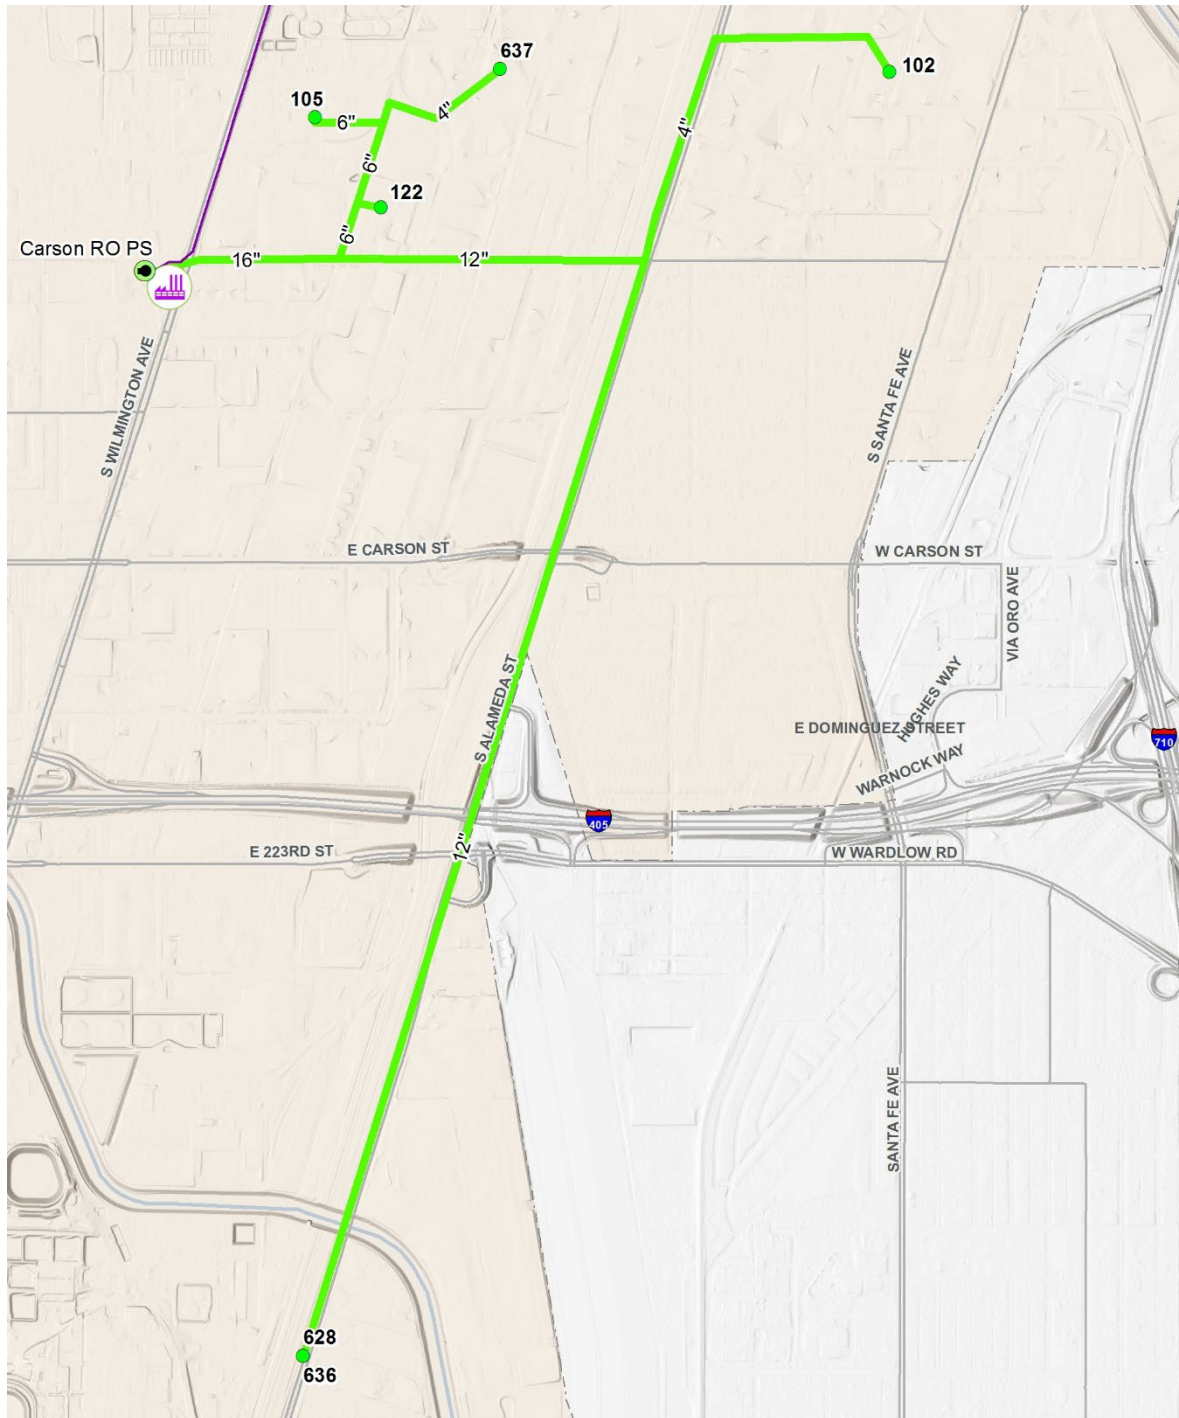 637
102
105
4"
6"
4"
6"
122
6"
Carson RO PS
16"
12"
S WILMINGTON AVE
S SANTA FE AVE
E CARSON ST
W CARSON ST
VIA ORO AVE
S ALAMEDA ST
HUGHES WAY
E DOMINGUEZ STREET
710
WARNOCK WAY
405
12"
E 223RD ST
W WARDLOW RD
SANTA FE AVE
628
636